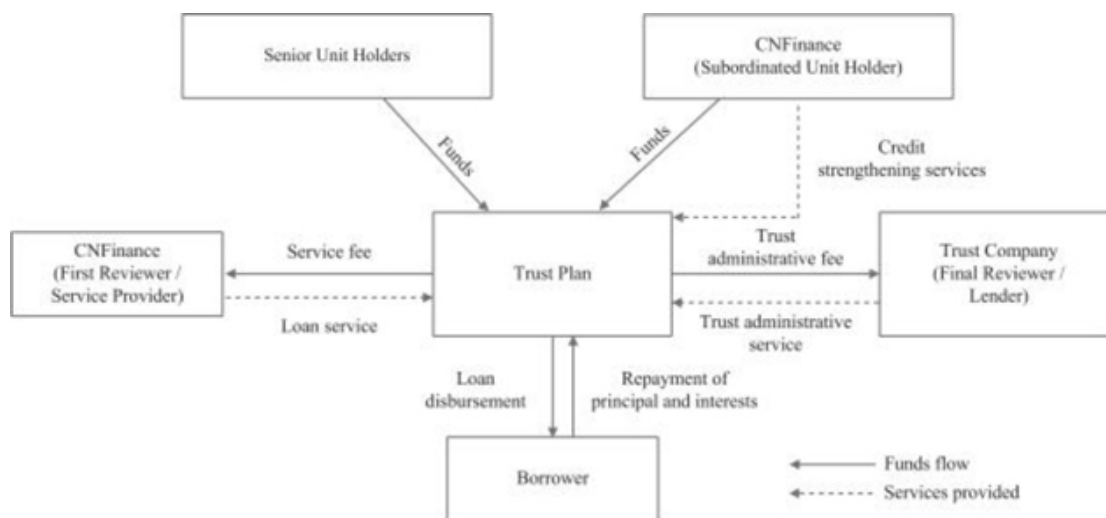 Senior Unit Holders
CNFinance
(Subordinated Unit Holder)
Funds
Funds
Credit
strengthening services
CNFinance
(First Reviewer /
Service Provider)
Service fee
Loan service
Trust Plan
Trust
administrative fee
Trust administrative
service
Trust Company
(Final Reviewer /
Lender)
Loan
disbursement
Repayment of
principal and interests
Borrower
Funds flow
Services provided